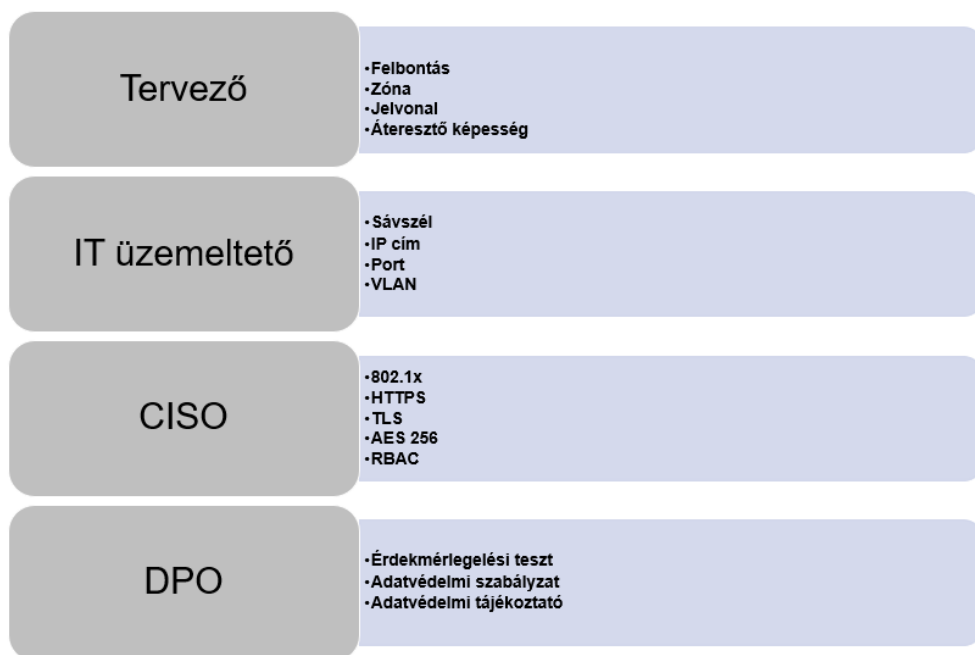 Tervező
•Felbontás
•Zóna
•Jelvonal
•Áteresztő képesség
IT üzemeltető
•Sávszél
•IP cím
•Port
•VLAN
CISO
•802.1x
•HTTPS
•TLS
•AES 256
•RBAC
DPO
•Érdekmérlegelési teszt
•Adatvédelmi szabályzat
•Adatvédelmi tájékoztató